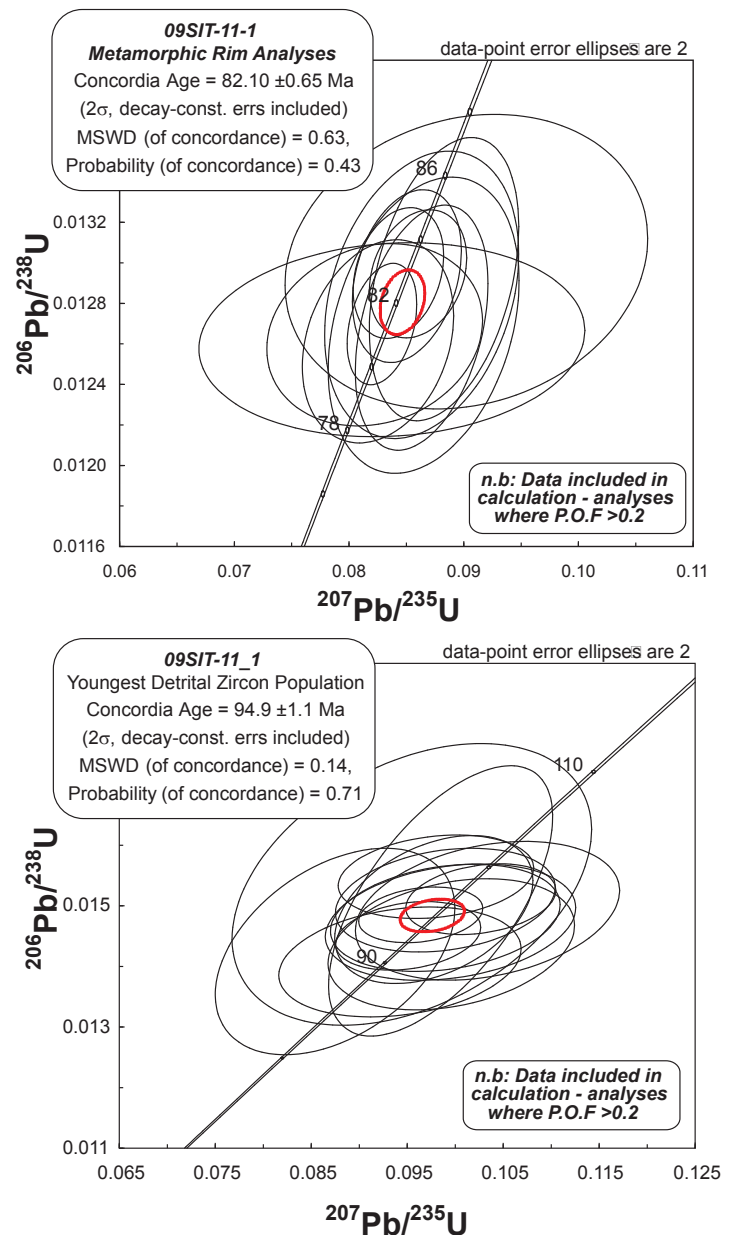 09SIT-11-1
Metamorphic Rim Analyses
Concordia Age = 82.10 ±0.65 Ma
(2σ, decay-const. errs included)
MSWD (of concordance) = 0.63,
Probability (of concordance) = 0.43
data-point error ellipses are 2
86
82
78
0.0132
0.0128
0.0124
0.0120
0.0116
206Pb/238U
n.b: Data included in
calculation - analyses
where P.O.F >0.2
0.06 0.07 0.08 0.09 0.10 0.11
207Pb/235U
09SIT-11_1
Youngest Detrital Zircon Population
Concordia Age = 94.9 ±1.1 Ma
(2σ, decay-const. errs included)
MSWD (of concordance) = 0.14,
Probability (of concordance) = 0.71
data-point error ellipses are 2
110
90
0.015
0.013
0.011
206Pb/238U
n.b: Data included in
calculation - analyses
where P.O.F >0.2
0.065 0.075 0.085 0.095 0.105 0.115 0.125
207Pb/235U